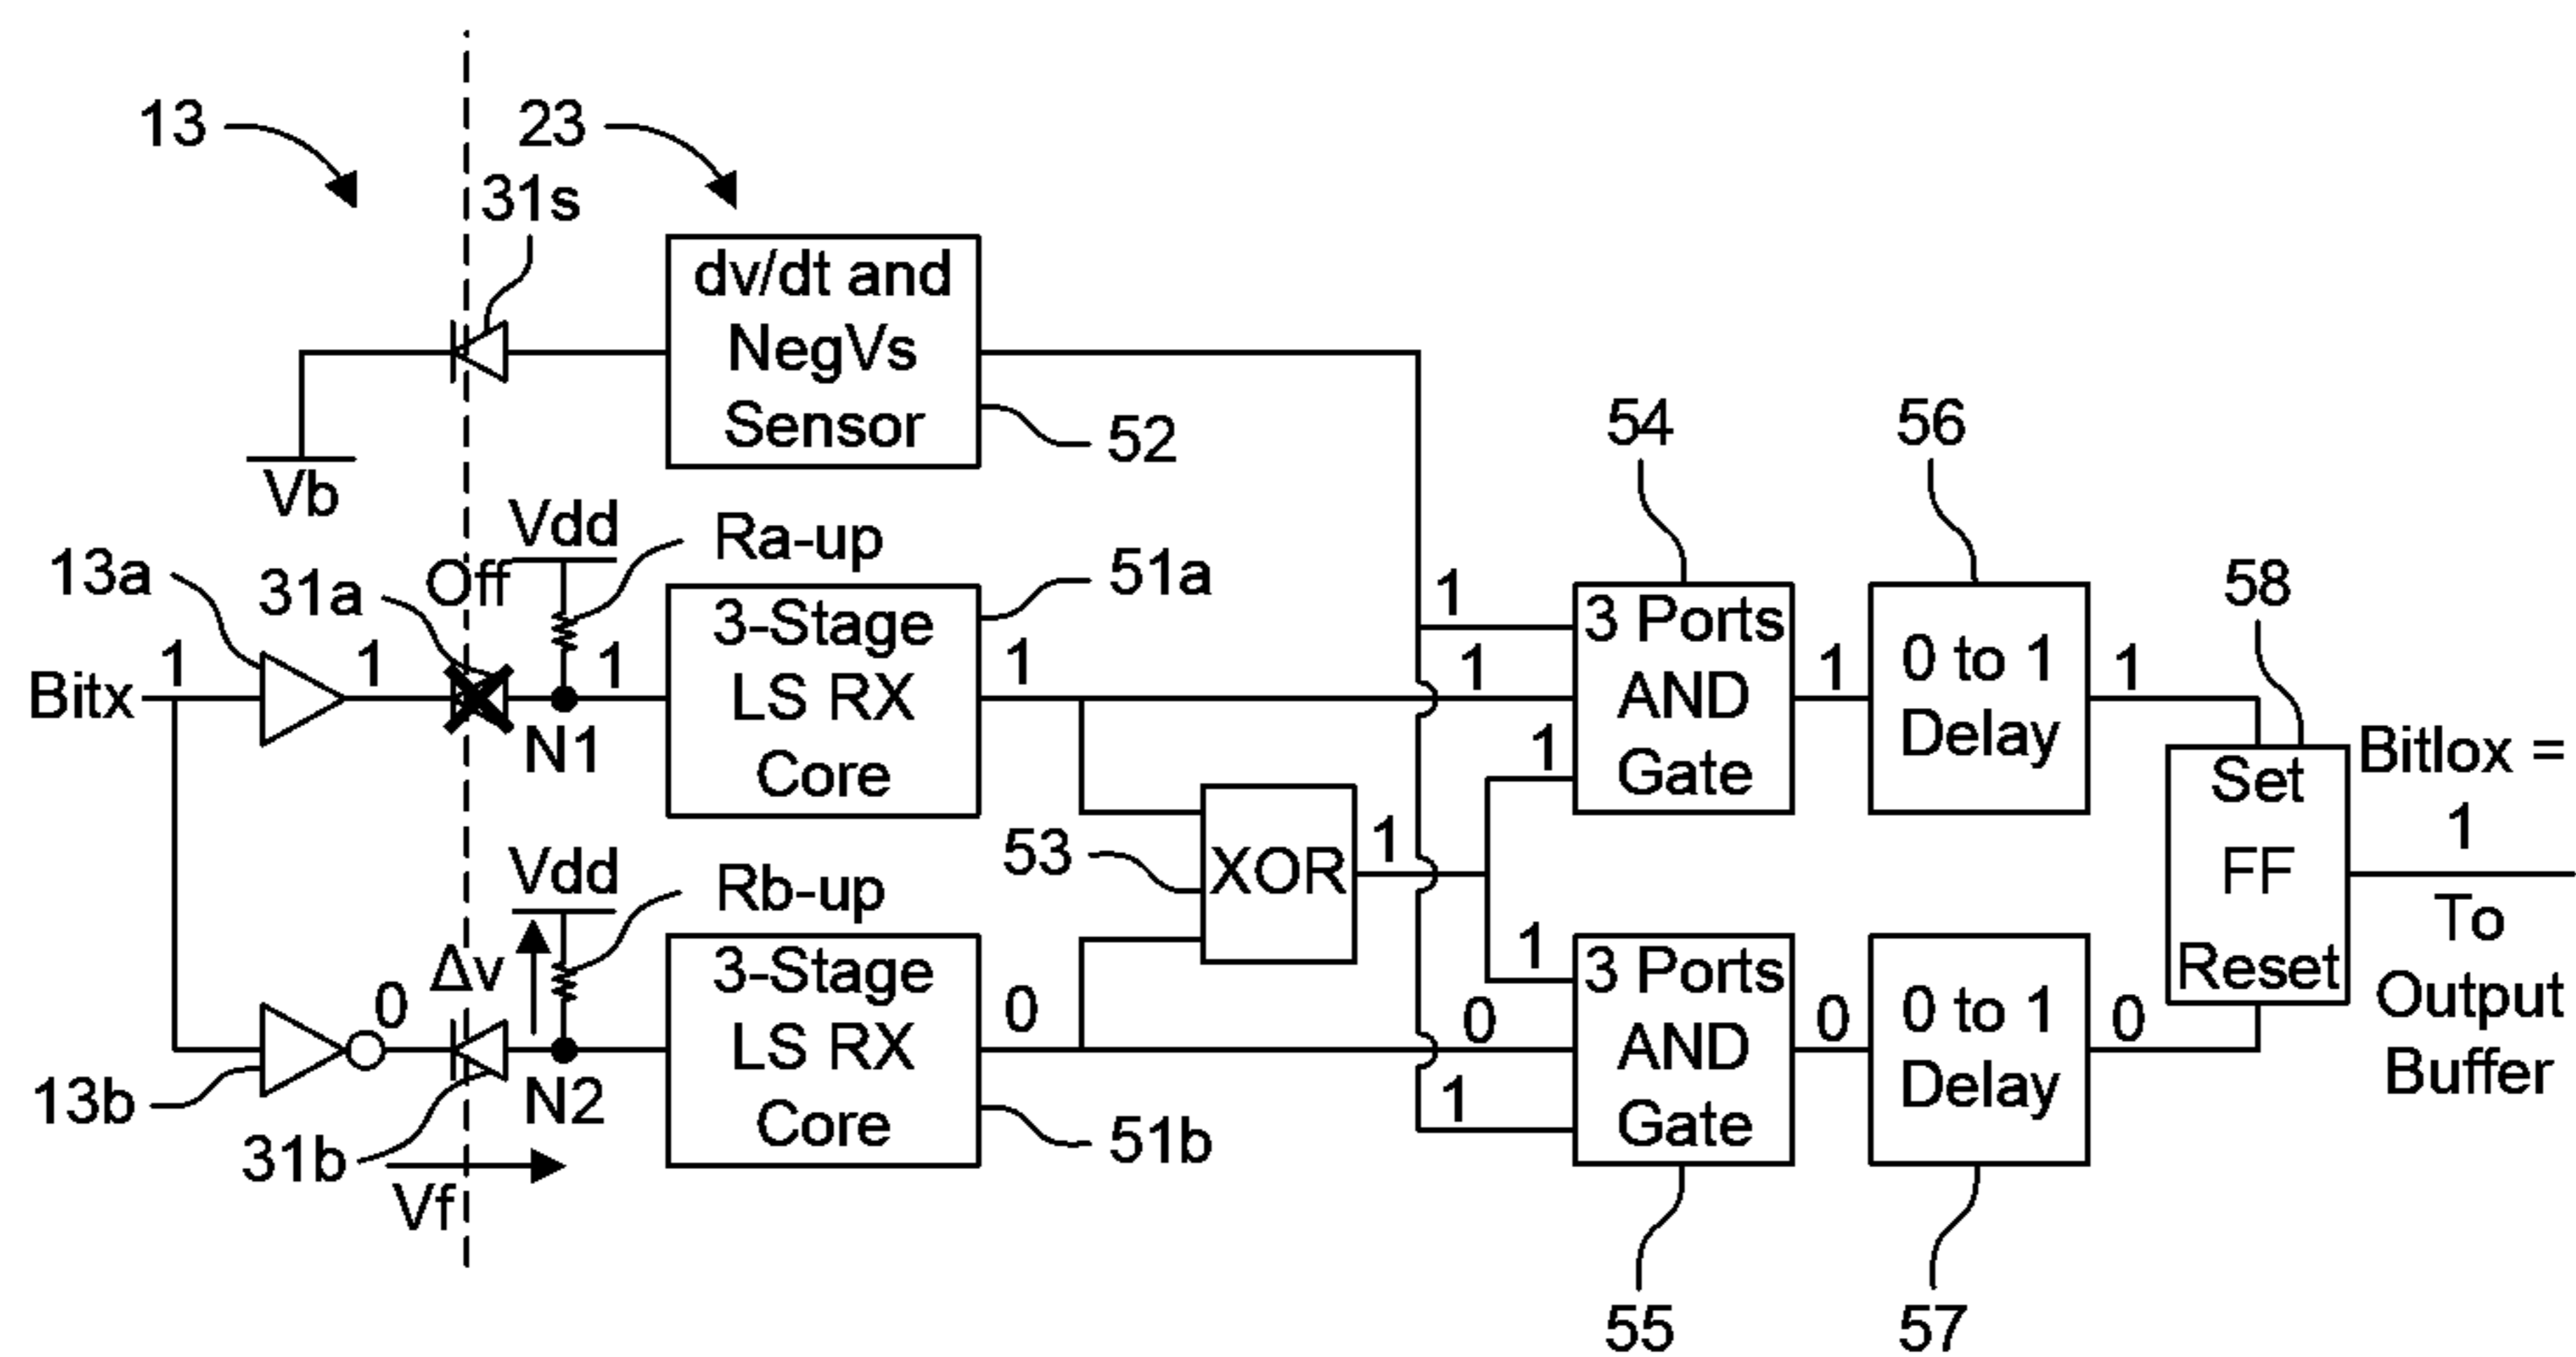 13
23
31s
dv/dt and
NegVs
Sensor
52
Vb
Vdd
Ra-up
13a
31a
Off
51a
54
56
58
Bitx
1
1
1
N1
3-Stage
LS RX
Core
1
1
1
1
3 Ports
AND
Gate
1
0 to 1
Delay
1
53
XOR
1
Set
FF
Reset
Bitlox =
1
To
Output
Buffer
Vdd
Rb-up
Δv
0
13b
31b
N2
Vf
3-Stage
LS RX
Core
51b
0
1
0
1
3 Ports
AND
Gate
0
0 to 1
Delay
0
55
57